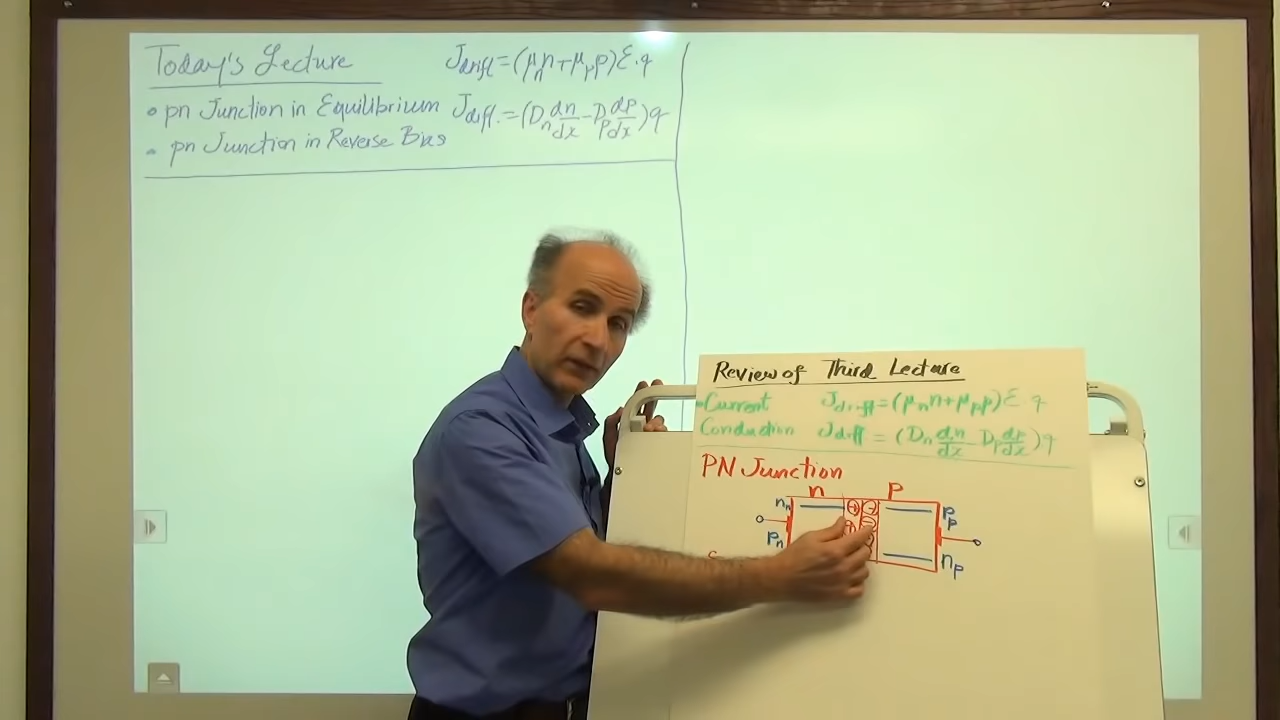 Today's Lecture
J_drift=(μ_n n+μ_p p)ℰ.q
• pn Junction in Equilibrium
J_diff.=(D_n dn/dx-D_p dp/dx)q
• pn Junction in Reverse Bias
Review of Third Lecture
•Current J_drift=(μ_n n+μ_p p)ℰ.q
Conduction J_diff=(D_n dn/dx-D_p dp/dx)q
PN Junction
n p
n_n + - p_p
p_n + - n_p